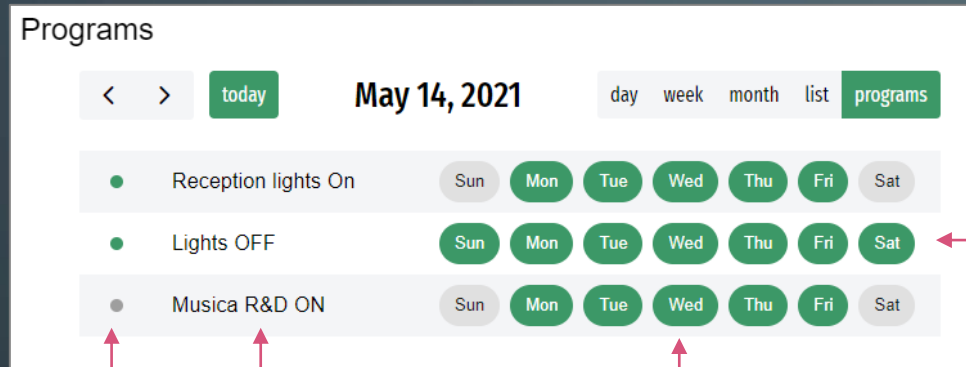 Programs
today May 14, 2021 day week month list programs
Reception lights On Sun Mon Tue Wed Thu Fri Sat
Lights OFF Sun Mon Tue Wed Thu Fri Sat
Musica R&D ON Sun Mon Tue Wed Thu Fri Sat